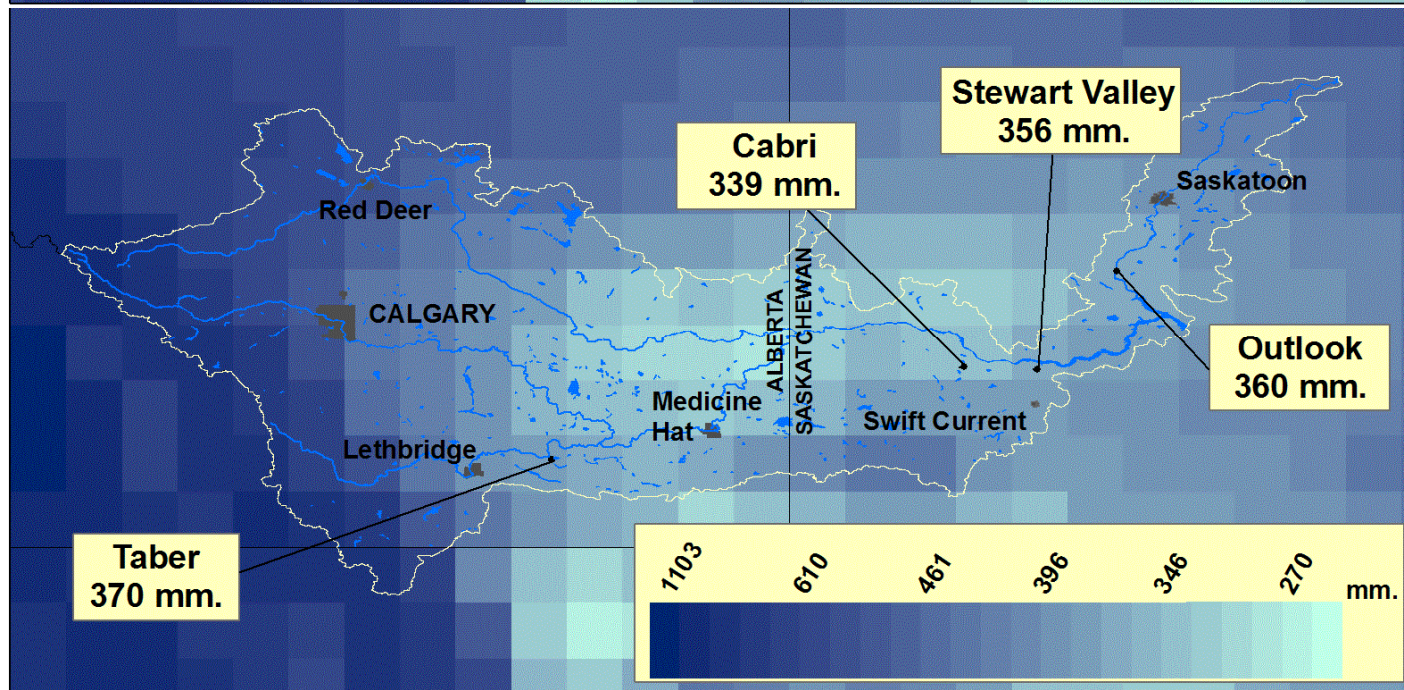 Stewart Valley
356 mm.
Cabri
339 mm.
Saskatoon
Red Deer
ALBERTA
SASKATCHEWAN
CALGARY
Outlook
360 mm.
Medicine
Hat
Swift Current
Lethbridge
Taber
370 mm.
1103
610
461
396
346
270
mm.